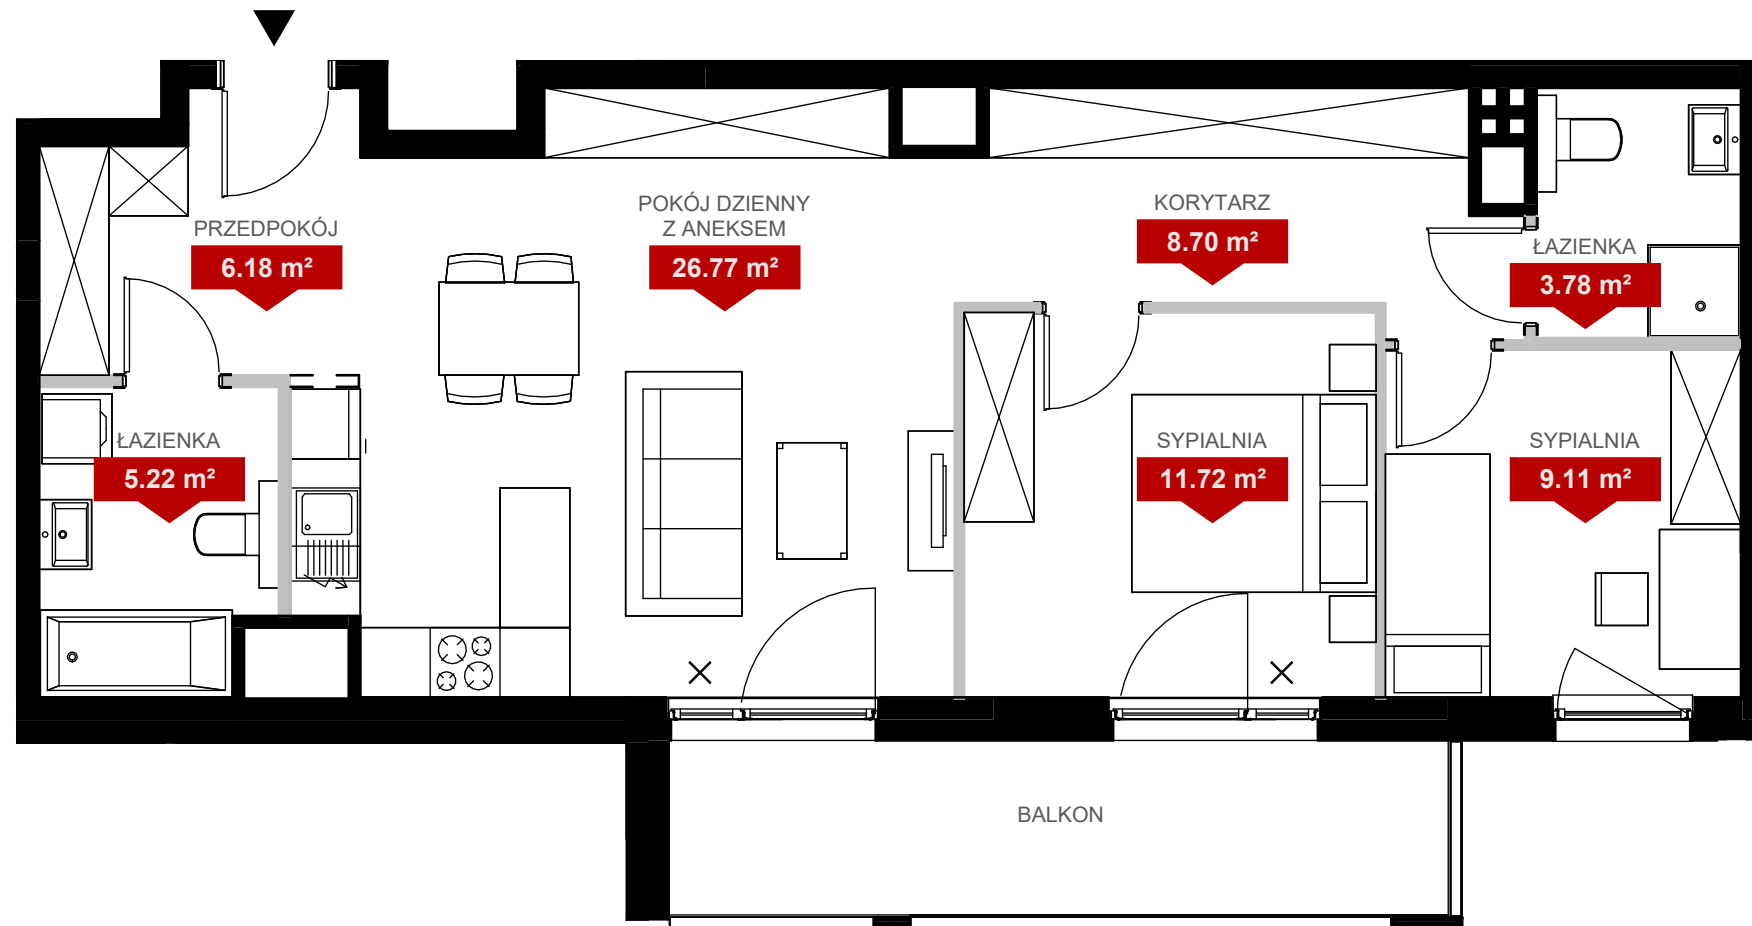 PRZEDPOKÓJ
6.18 m²
POKÓJ DZIENNY
Z ANEKSEM
26.77 m²
KORYTARZ
8.70 m²
ŁAZIENKA
3.78 m²
ŁAZIENKA
5.22 m²
SYPIALNIA
11.72 m²
SYPIALNIA
9.11 m²
BALKON